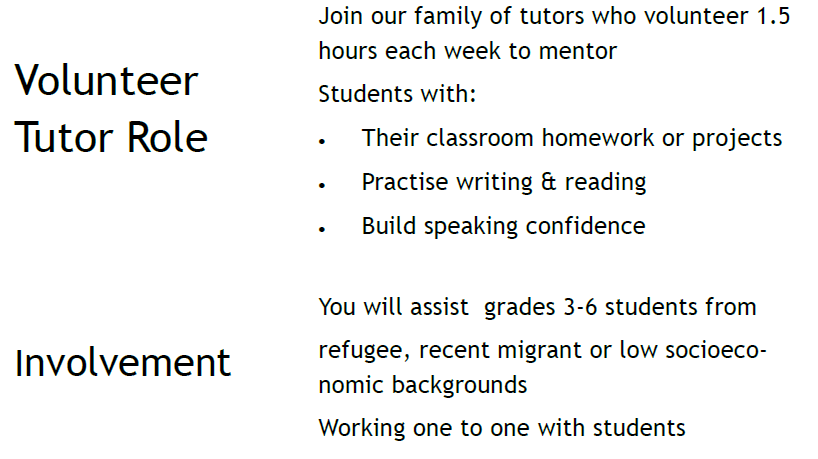 Volunteer
Tutor Role
Join our family of tutors who volunteer 1.5
hours each week to mentor
Students with:
• Their classroom homework or projects
• Practise writing & reading
• Build speaking confidence
Involvement
You will assist  grades 3-6 students from
refugee, recent migrant or low socioeco-
nomic backgrounds
Working one to one with students